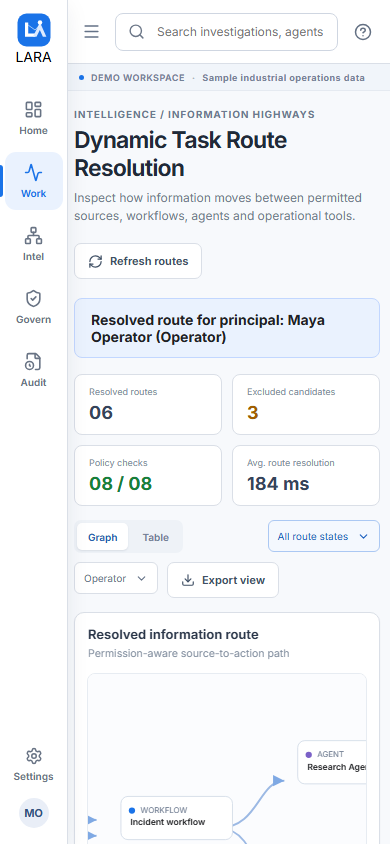 LARA
Search investigations, agents
DEMO WORKSPACE · Sample industrial operations data
Home
Work
Intel
Govern
Audit
Settings
MO
INTELLIGENCE / INFORMATION HIGHWAYS
Dynamic Task Route
Resolution
Inspect how information moves between permitted
sources, workflows, agents and operational tools.
Refresh routes
Resolved route for principal: Maya
Operator (Operator)
Resolved routes
06
Excluded candidates
3
Policy checks
08 / 08
Avg. route resolution
184 ms
Graph
Table
All route states
Operator
Export view
Resolved information route
Permission-aware source-to-action path
AGENT
Research
WORKFLOW
Incident workflow